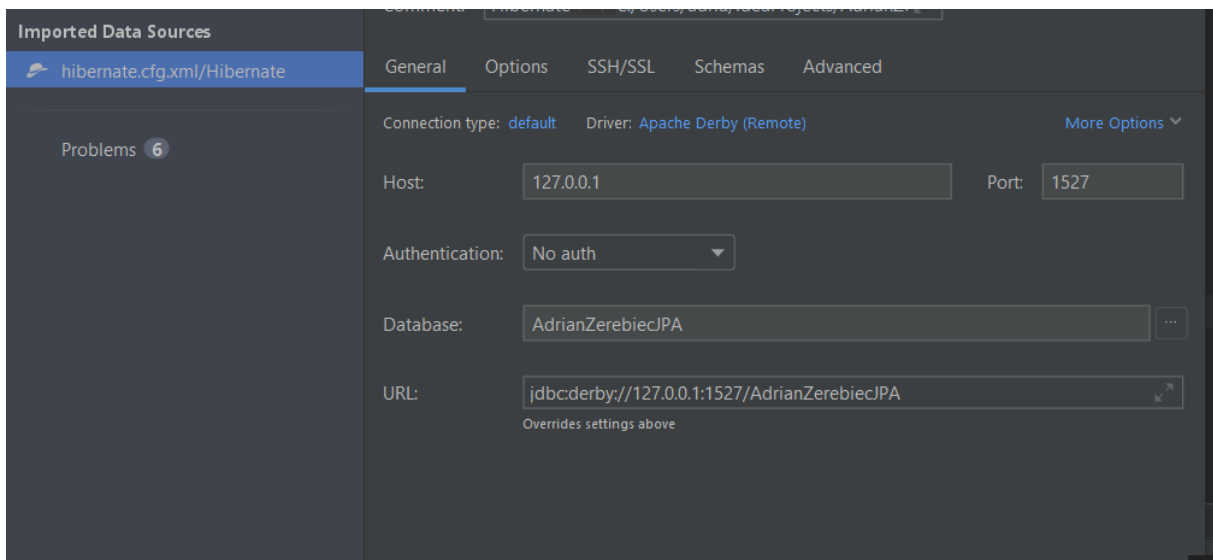 Imported Data Sources
hibernate.cfg.xml/Hibernate
Problems 6
General Options SSH/SSL Schemas Advanced
Connection type: default Driver: Apache Derby (Remote) More Options
Host: 127.0.0.1 Port: 1527
Authentication: No auth
Database: AdrianZerebiecJPA ...
URL: jdbc:derby://127.0.0.1:1527/AdrianZerebiecJPA
Overrides settings above